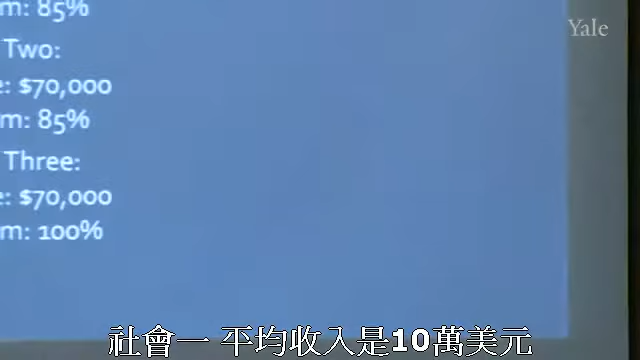 Yale
m: 85%
Two:
e: $70,000
m: 85%
Three:
e: $70,000
m: 100%
社會一 平均收入是10萬美元